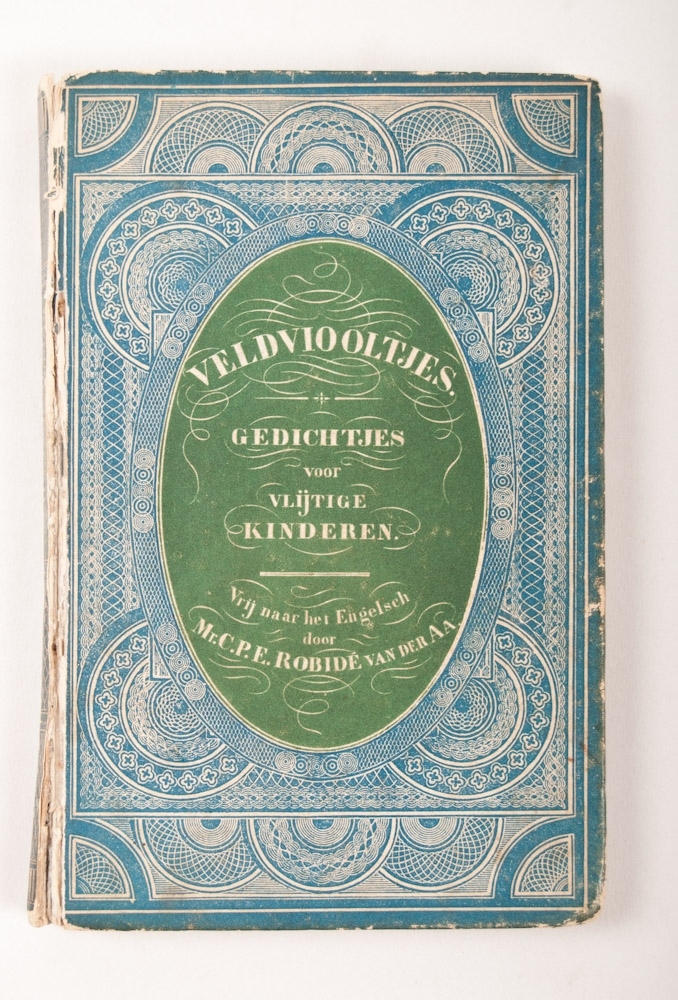 VELDVIOOLTJES.
GEDICHTJES
voor
VLIJTIGE
KINDEREN.
Vrij naar het Engelsch
door
Mr. C. P. E. ROBIDÉ VAN DER AA